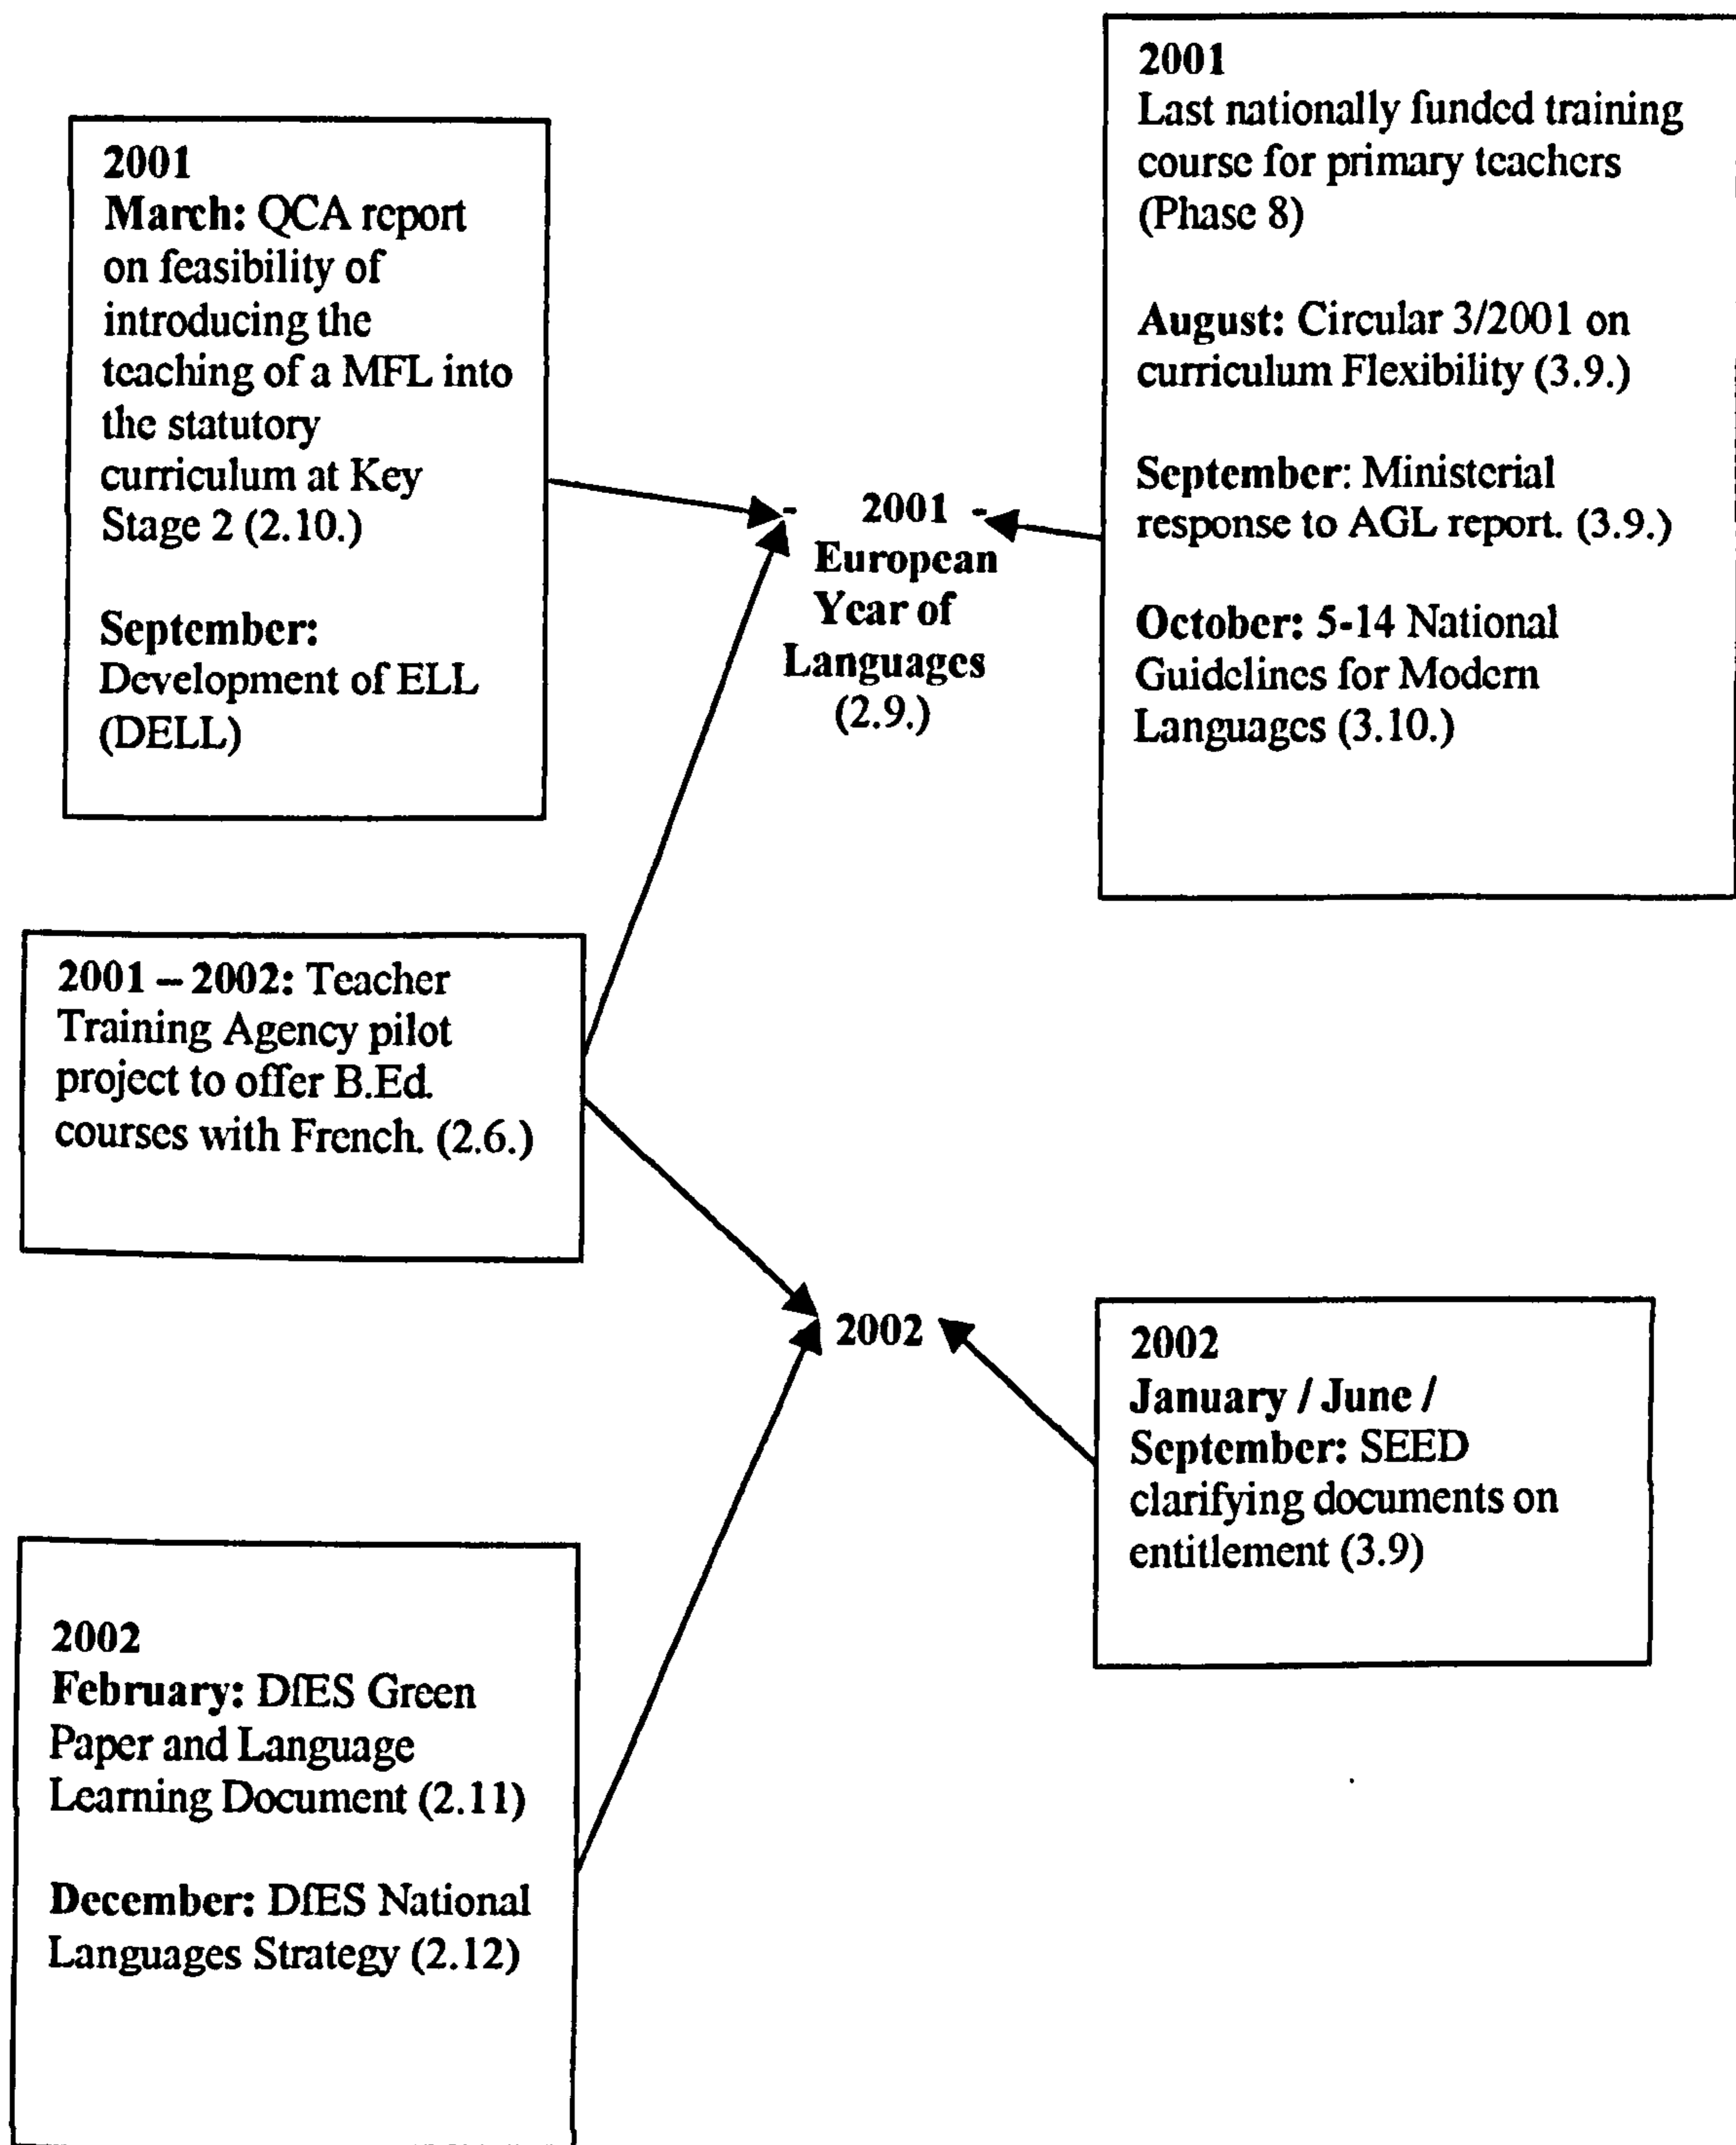 2001
March: QCA report
on feasibility of
introducing the
teaching of a MFL into
the statutory
curriculum at Key
Stage 2 (2.10.)
September:
Development of ELL
(DELL)
- 2001 -
European
Year of
Languages
(2.9.)
2001
Last nationally funded training
course for primary teachers
(Phase 8)
August: Circular 3/2001 on
curriculum Flexibility (3.9.)
September: Ministerial
response to AGL report. (3.9.)
October: 5-14 National
Guidelines for Modern
Languages (3.10.)
2001 – 2002: Teacher
Training Agency pilot
project to offer B.Ed.
courses with French. (2.6.)
2002
2002
January / June /
September: SEED
clarifying documents on
entitlement (3.9)
2002
February: DfES Green
Paper and Language
Learning Document (2.11)
December: DfES National
Languages Strategy (2.12)